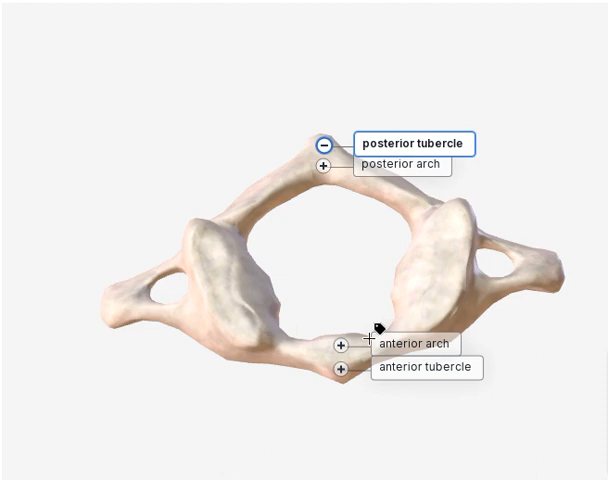 posterior tubercle
posterior arch
anterior arch
anterior tubercle